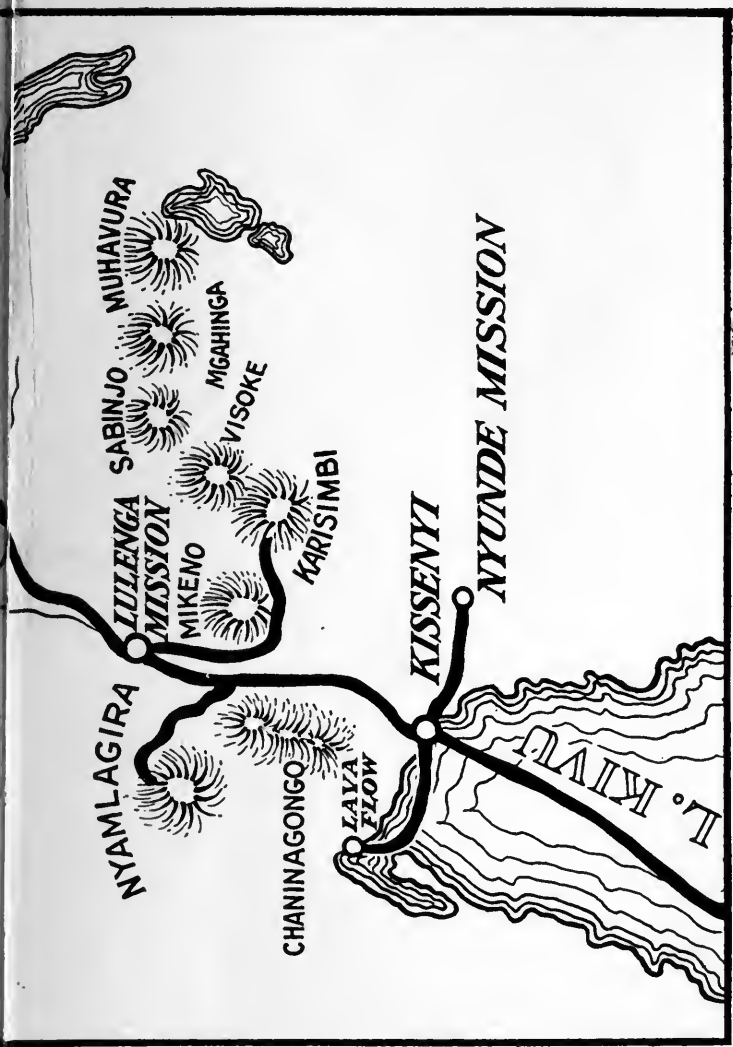 MUHAVURA
MGAHINGA
SABINJO
VISOKE
KARISIMBI
LULENGA
MISSION
MIKENO
NYAMLAGIRA
CHANINAGONGO
LAVA
FLOW
KISSENYI
NYUNDE MISSION
L. KIVU